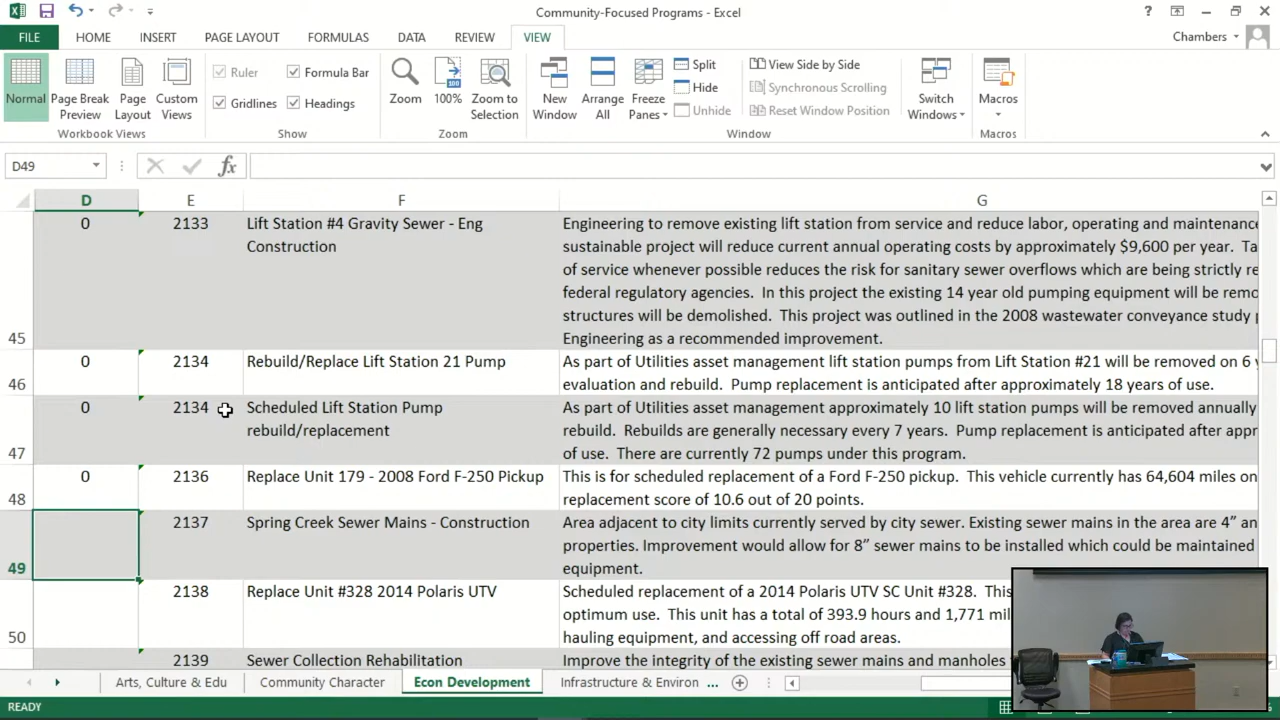 Community-Focused Programs - Excel
FILE HOME INSERT PAGE LAYOUT FORMULAS DATA REVIEW VIEW Chambers
Normal Page Break Preview Page Layout Custom Views
Workbook Views
Ruler Formula Bar
Gridlines Headings
Show
Zoom 100% Zoom to Selection
Zoom
New Window Arrange All Freeze Panes
Split
Hide
Unhide
View Side by Side
Synchronous Scrolling
Reset Window Position
Window
Switch Windows
Macros
Macros
D49 fx
D E F G
0 2133 Lift Station #4 Gravity Sewer - Eng Engineering to remove existing lift station from service and reduce labor, operating and maintenance
Construction sustainable project will reduce current annual operating costs by approximately $9,600 per year. Ta
of service whenever possible reduces the risk for sanitary sewer overflows which are being strictly re
federal regulatory agencies. In this project the existing 14 year old pumping equipment will be remo
structures will be demolished. This project was outlined in the 2008 wastewater conveyance study
45 Engineering as a recommended improvement.
0 2134 Rebuild/Replace Lift Station 21 Pump As part of Utilities asset management lift station pumps from Lift Station #21 will be removed on 6
46 evaluation and rebuild. Pump replacement is anticipated after approximately 18 years of use.
0 2134 Scheduled Lift Station Pump As part of Utilities asset management approximately 10 lift station pumps will be removed annually
rebuild/replacement rebuild. Rebuilds are generally necessary every 7 years. Pump replacement is anticipated after appr
47 of use. There are currently 72 pumps under this program.
0 2136 Replace Unit 179 - 2008 Ford F-250 Pickup This is for scheduled replacement of a Ford F-250 pickup. This vehicle currently has 64,604 miles on
48 replacement score of 10.6 out of 20 points.
2137 Spring Creek Sewer Mains - Construction Area adjacent to city limits currently served by city sewer. Existing sewer mains in the area are 4” an
properties. Improvement would allow for 8” sewer mains to be installed which could be maintained
49 equipment.
2138 Replace Unit #328 2014 Polaris UTV Scheduled replacement of a 2014 Polaris UTV SC Unit #328. This
optimum use. This unit has a total of 393.9 hours and 1,771 mil
50 hauling equipment, and accessing off road areas.
2139 Sewer Collection Rehabilitation Improve the integrity of the existing sewer mains and manholes
Arts, Culture & Edu Community Character Econ Development Infrastructure & Environ ...
READY